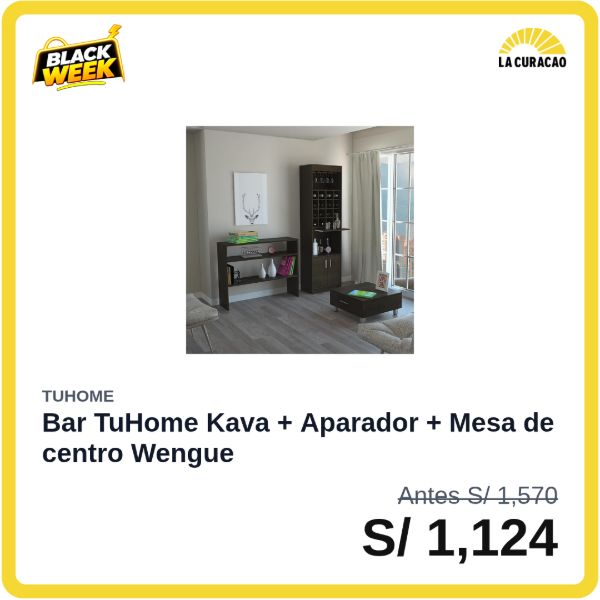 BLACK
WEEK
LA CURACAO
TUHOME
Bar TuHome Kava + Aparador + Mesa de
centro Wengue
Antes S/ 1,570
S/ 1,124